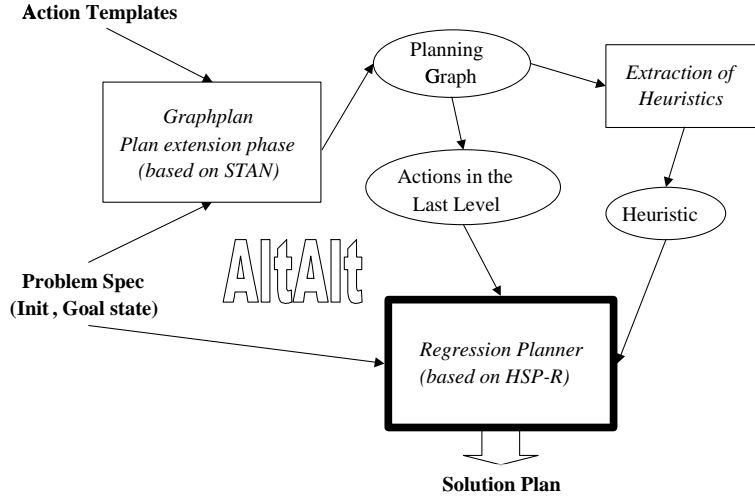 Action Templates
Graphplan
Plan extension phase
(based on STAN)
Planning
Graph
Extraction of
Heuristics
Actions in the
Last Level
Heuristic
Problem Spec
(Init , Goal state)
AltAlt
Regression Planner
(based on HSP-R)
Solution Plan